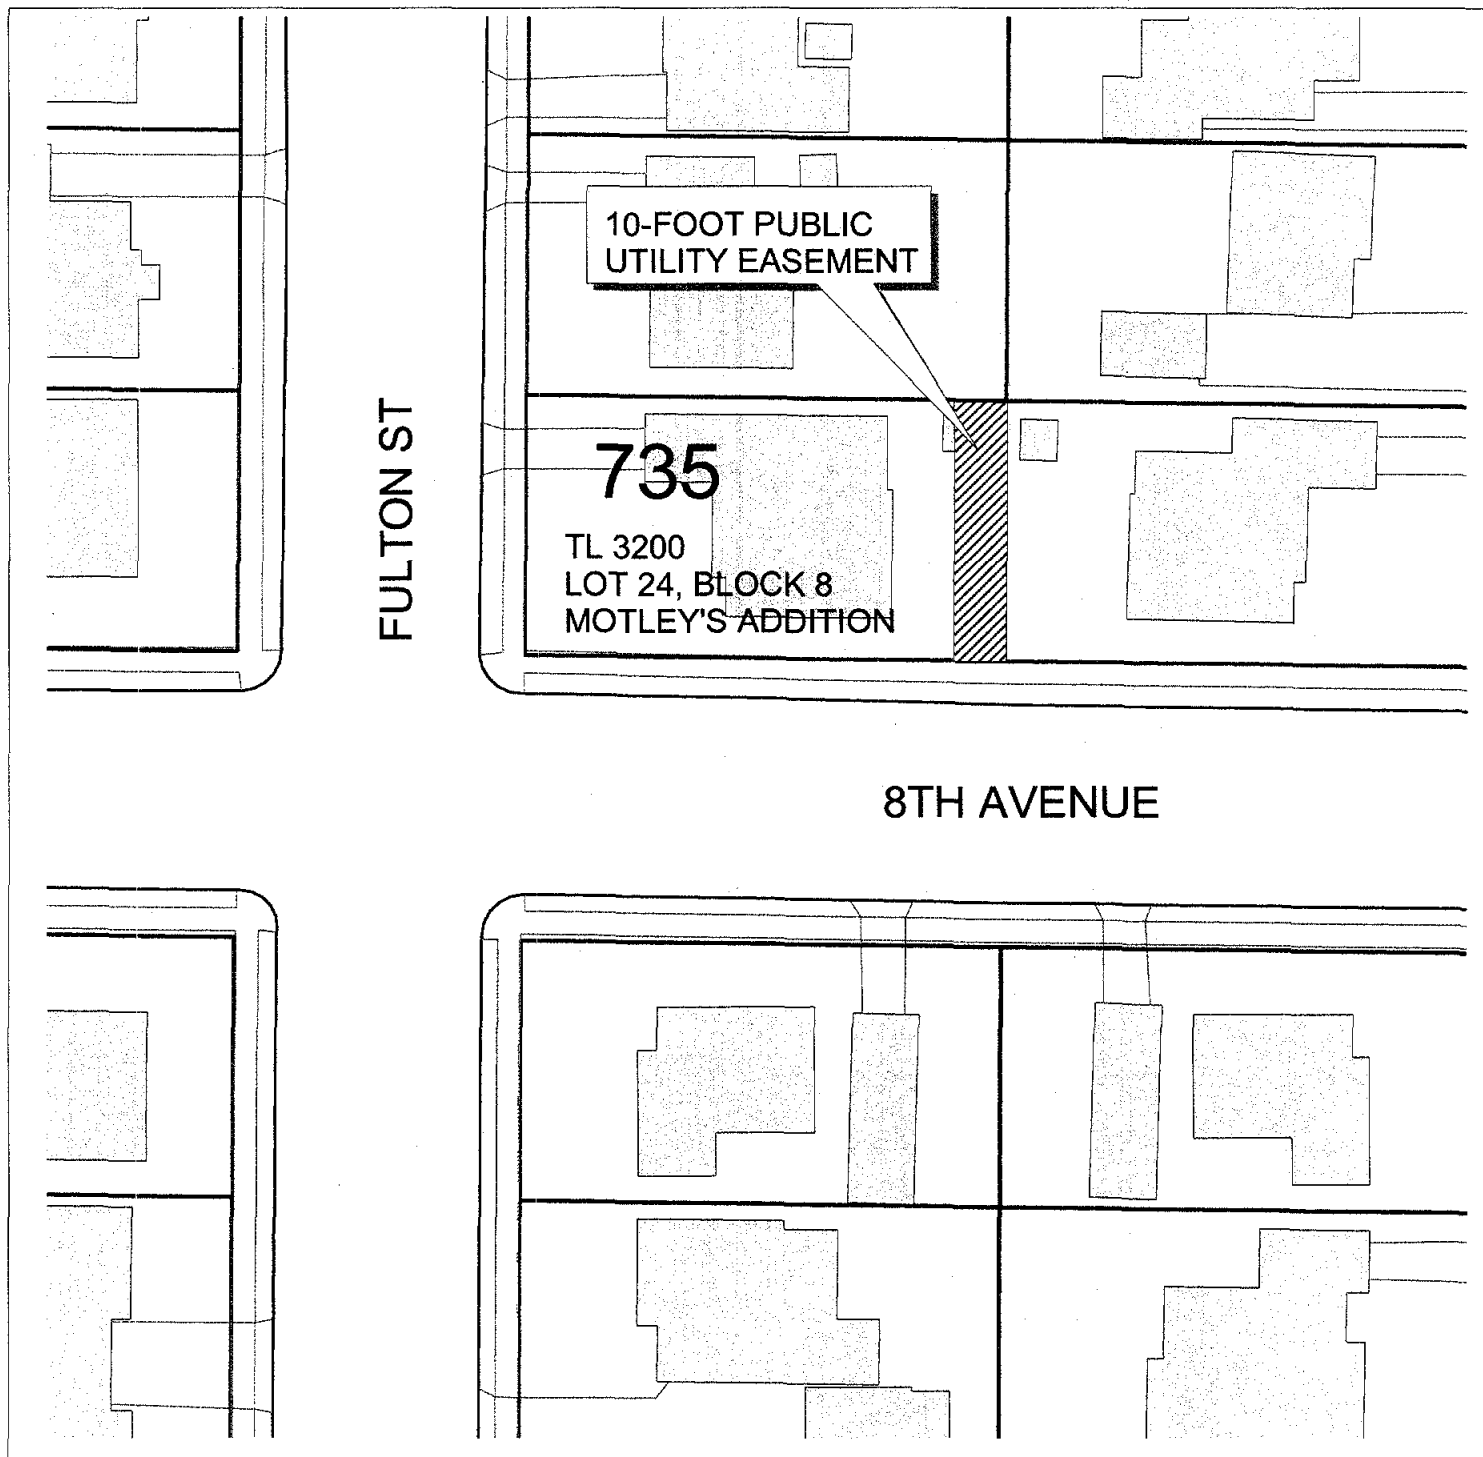 10-FOOT PUBLIC
UTILITY EASEMENT
FULTON ST
735
TL 3200
LOT 24, BLOCK 8
MOTLEY'S ADDITION
8TH AVENUE